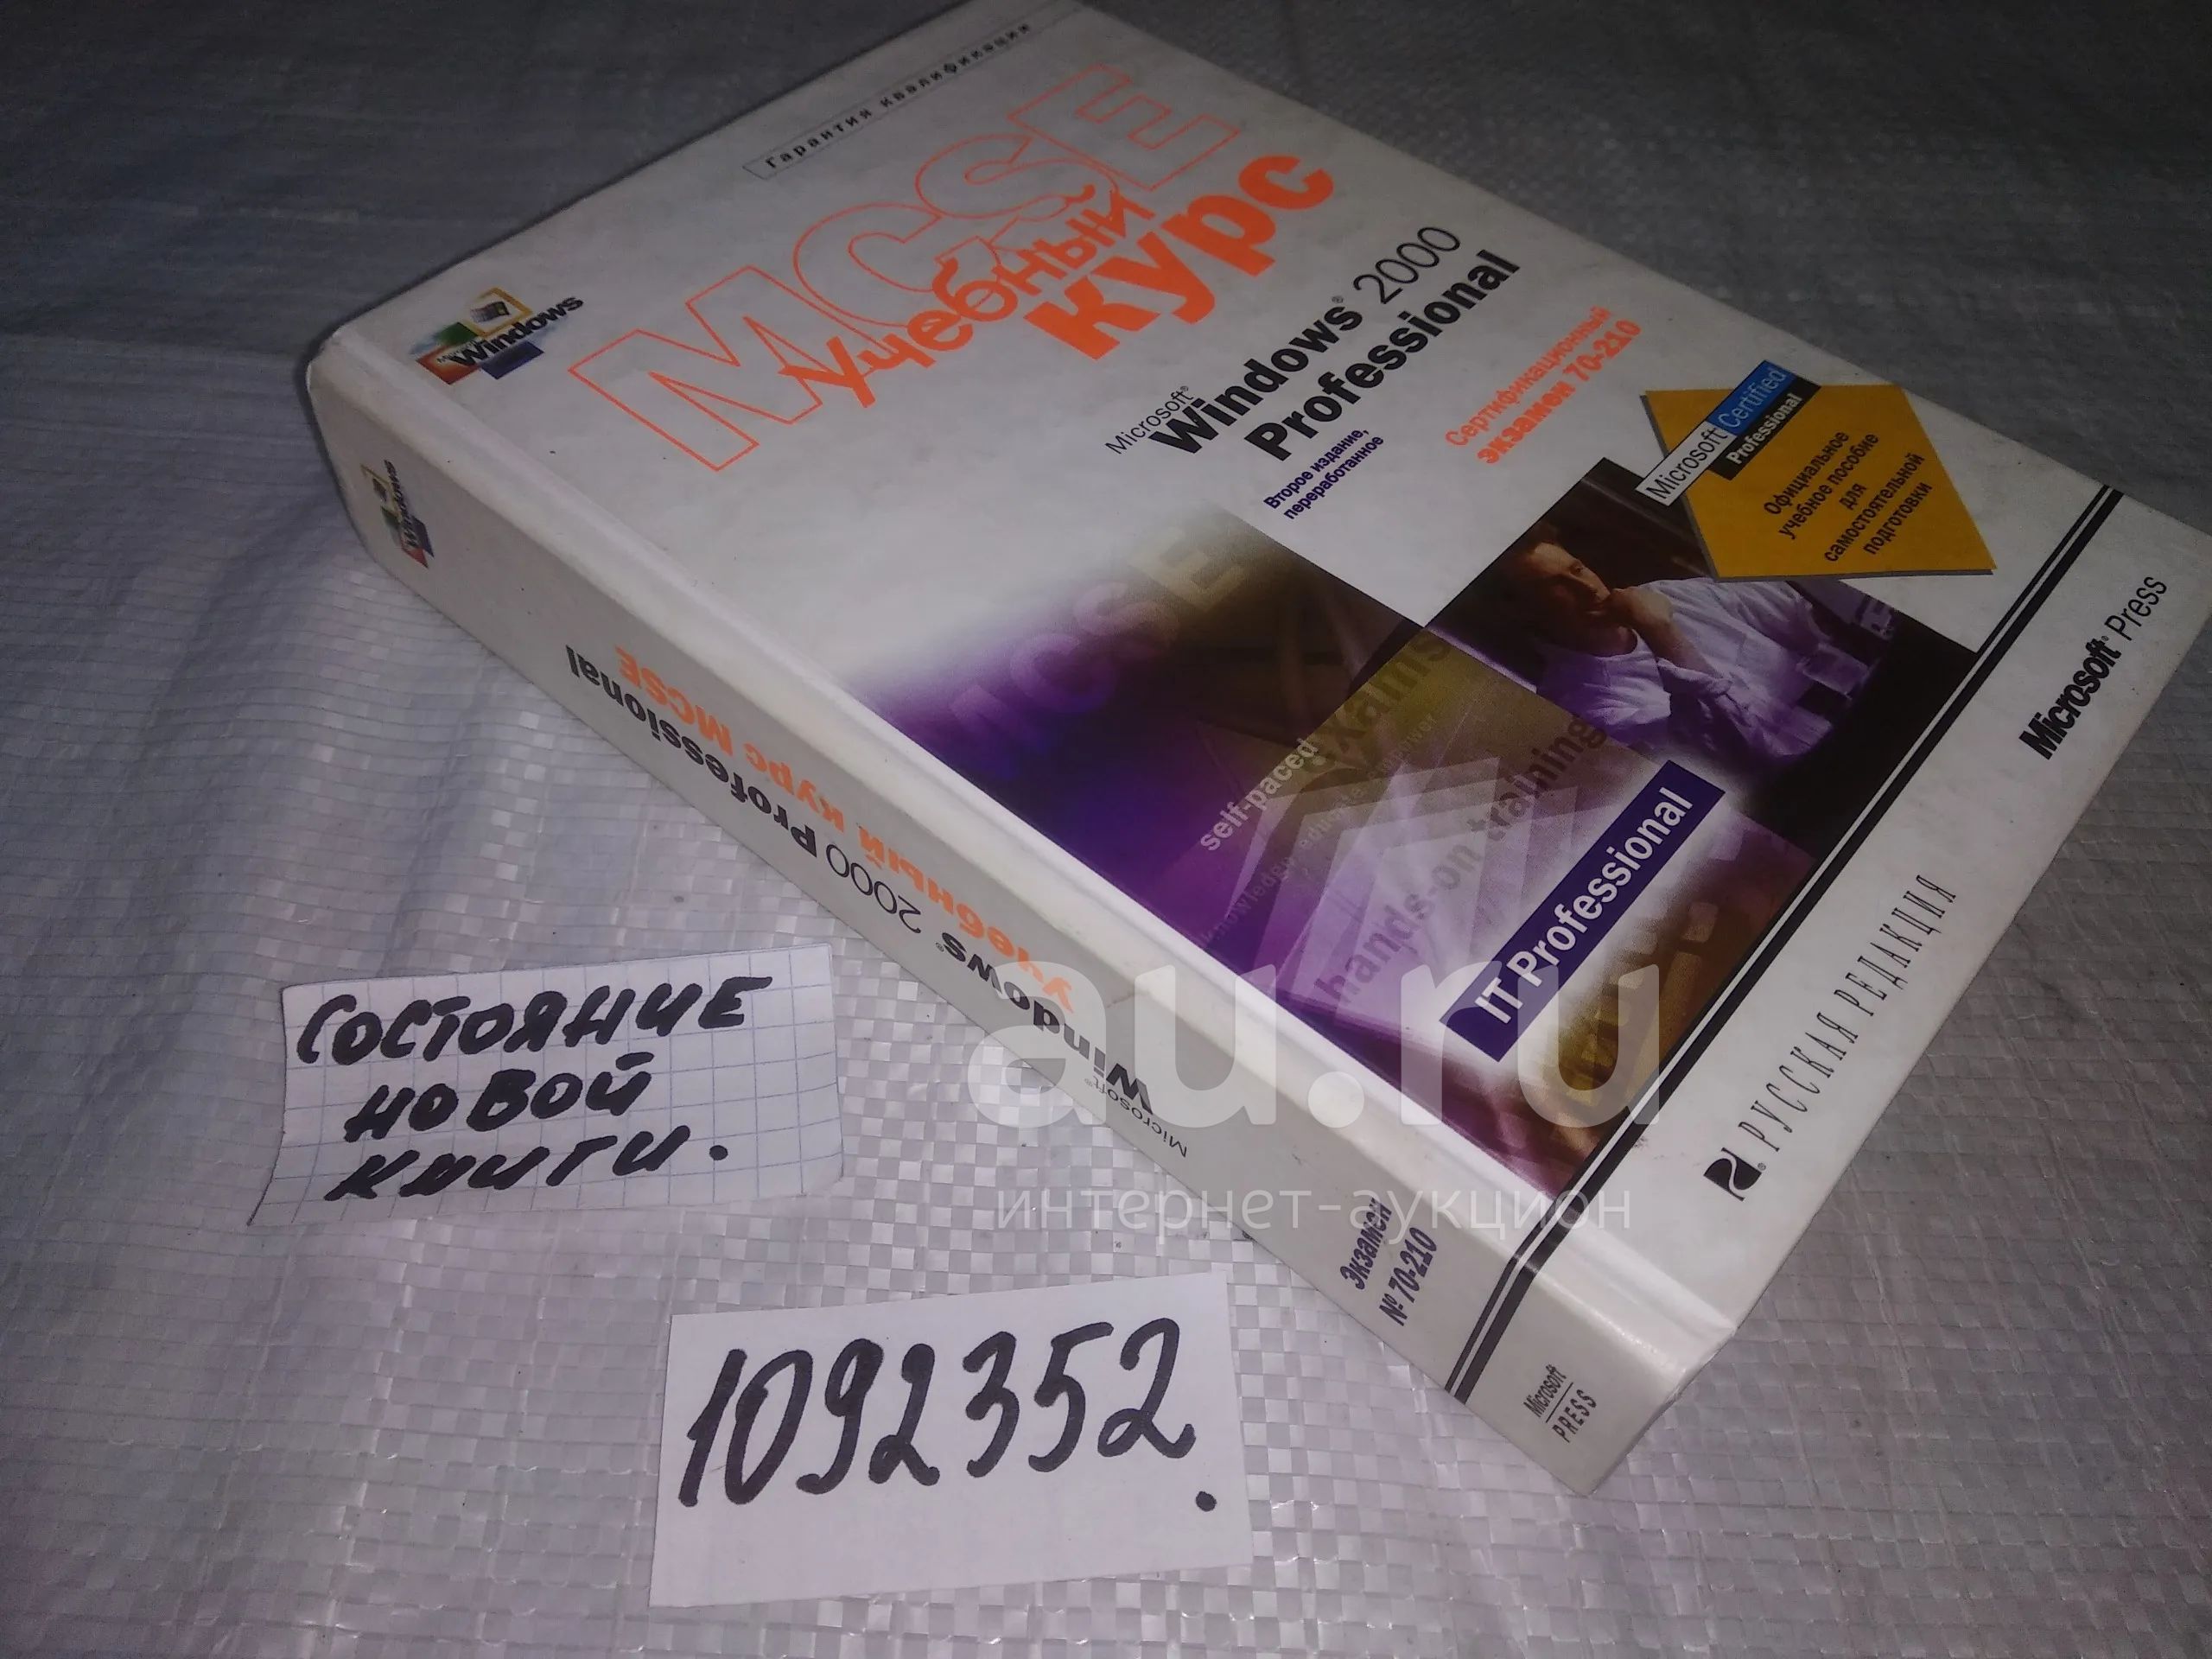 Гарантия квалификации
Microsoft Windows
MCSE
Учебный
курс
Microsoft®
Windows® 2000
Professional
Второе издание,
переработанное
Сертификационный
экзамен 70-210
Microsoft Certified
Professional
Официальное
учебное пособие
для
самостоятельной
подготовки
MCSE
exams
self-paced
knowledge
hands-on training
IT Professional
Microsoft® Press
® РУССКАЯ РЕДАКЦИЯ
Windows
Учебный курс MCSE
Microsoft®
Windows® 2000 Professional
Экзамен
№ 70-210
Microsoft
PRESS
СОСТОЯНИЕ
НОВОЙ
КНИГИ.
1092352.
au.ru
интернет-аукцион